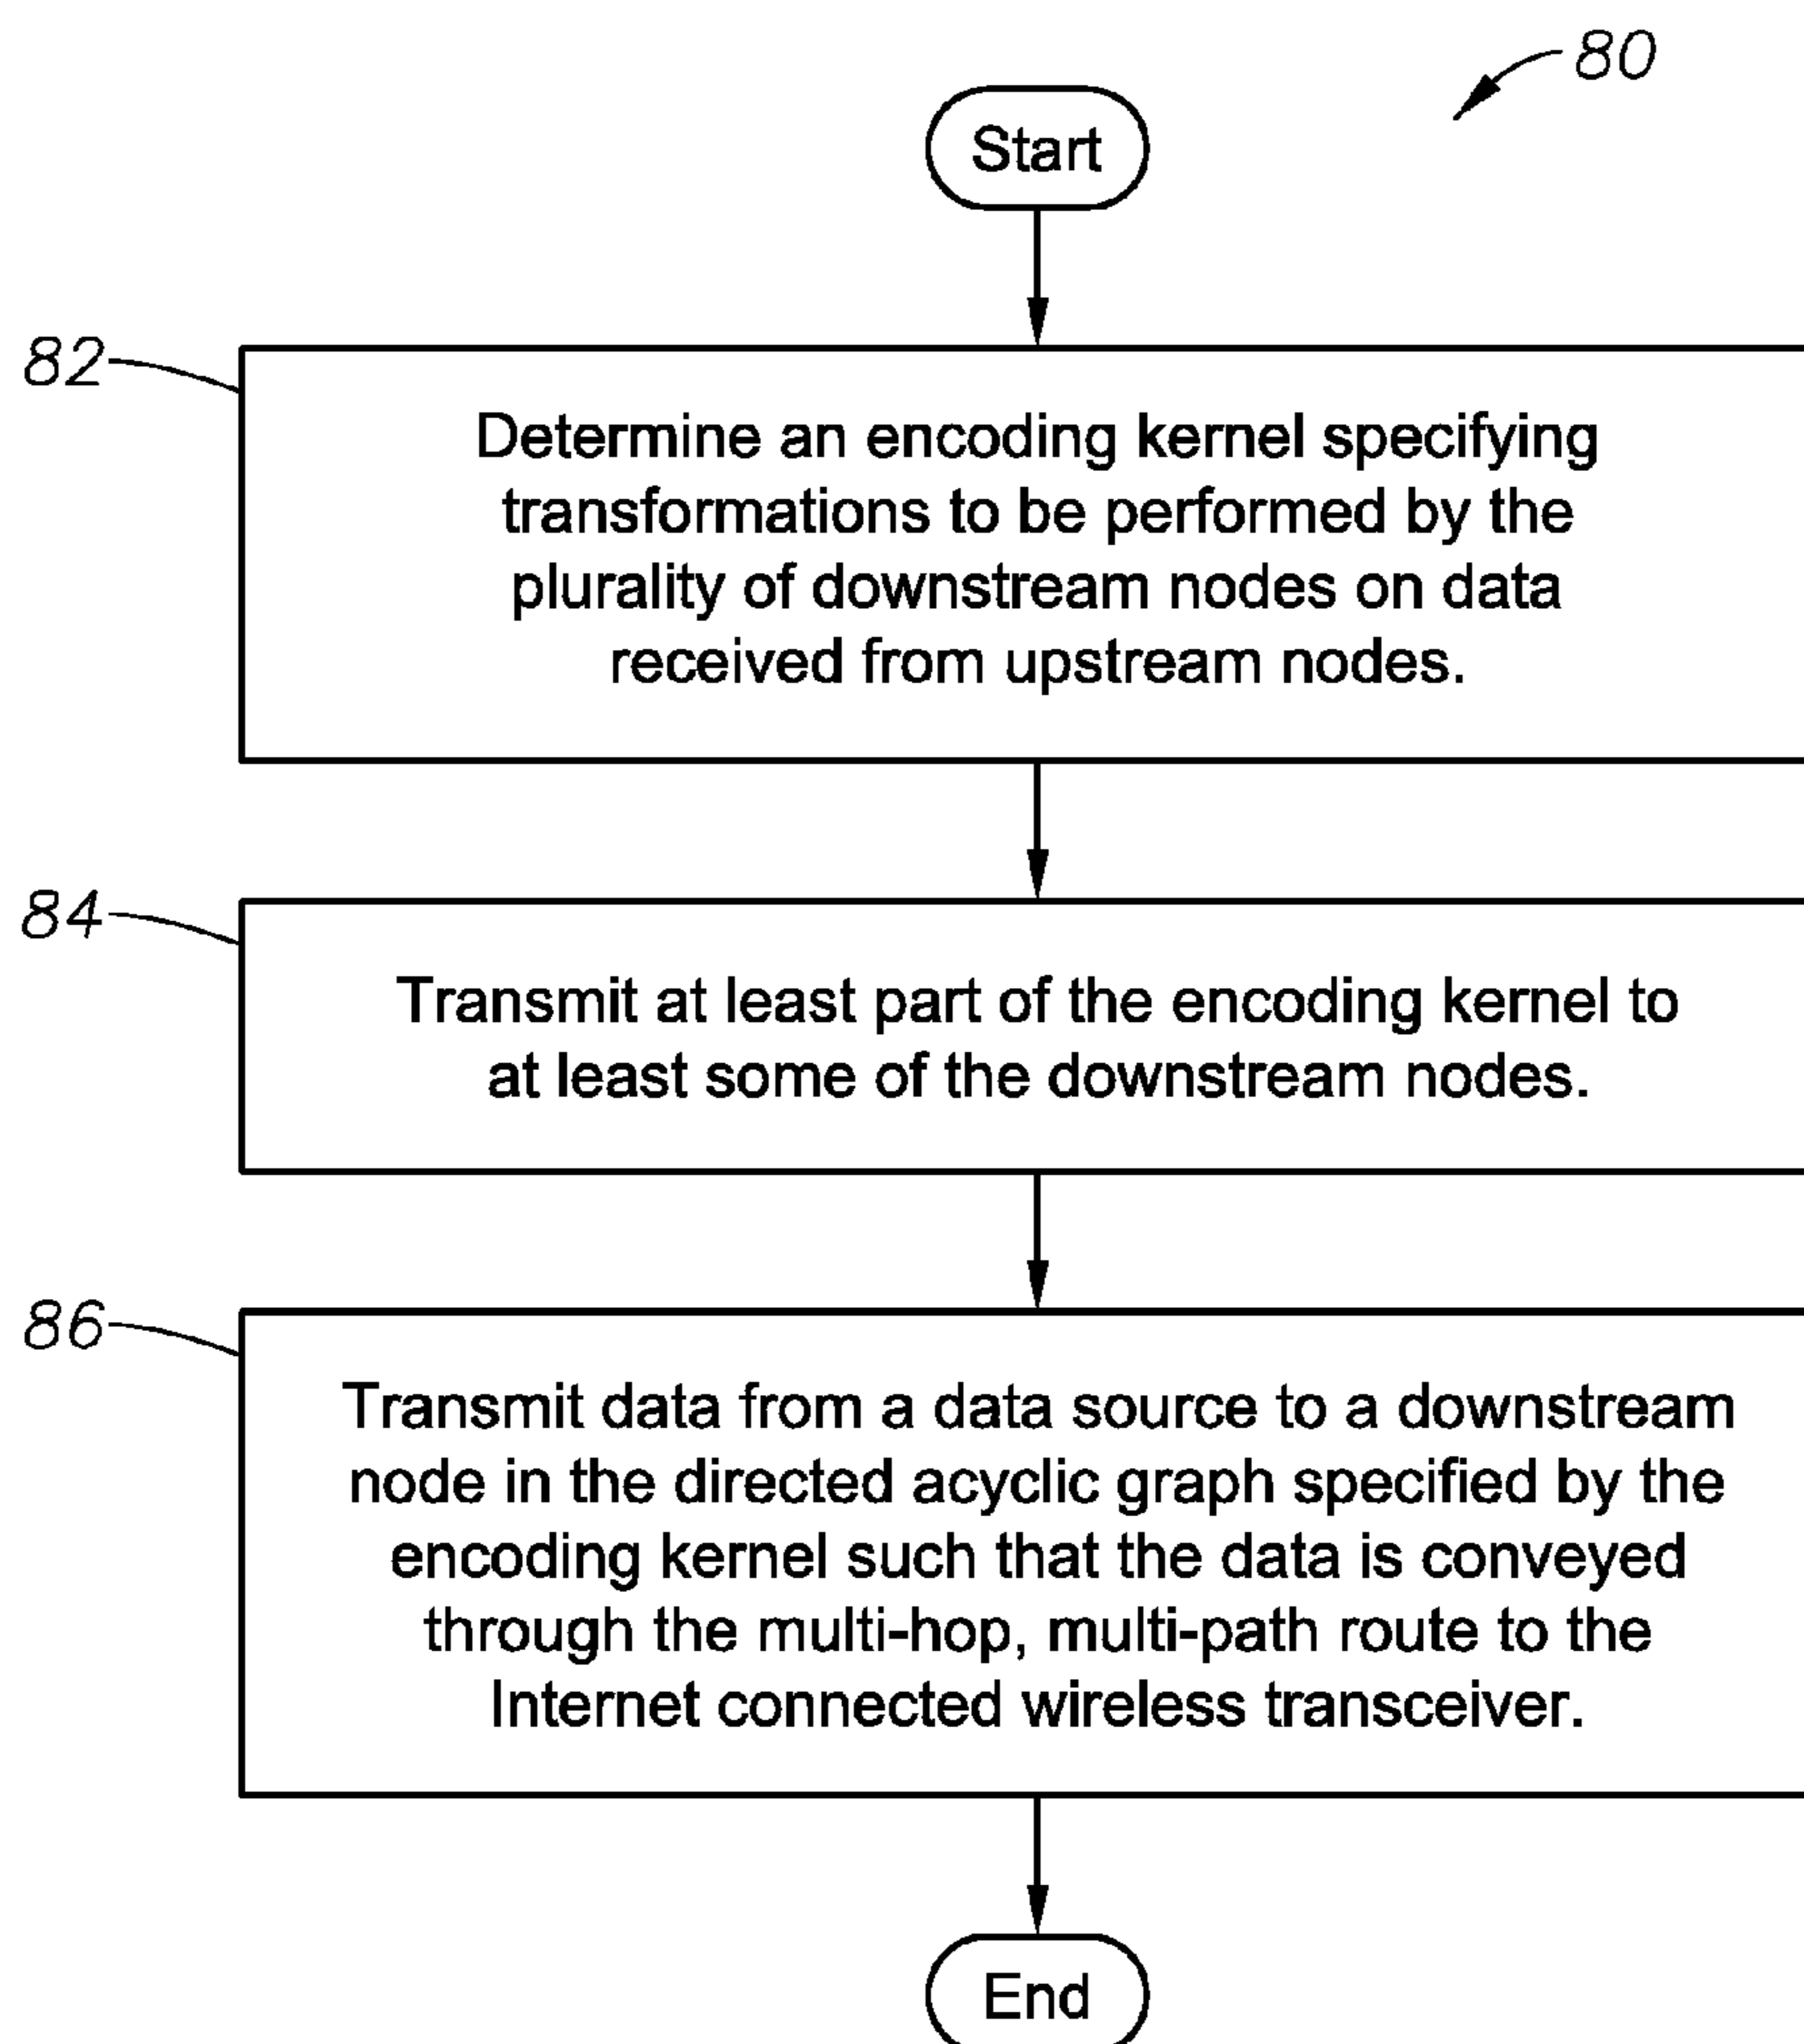 80
Start
82
Determine an encoding kernel specifying
transformations to be performed by the
plurality of downstream nodes on data
received from upstream nodes.
84
Transmit at least part of the encoding kernel to
at least some of the downstream nodes.
86
Transmit data from a data source to a downstream
node in the directed acyclic graph specified by the
encoding kernel such that the data is conveyed
through the multi-hop, multi-path route to the
Internet connected wireless transceiver.
End